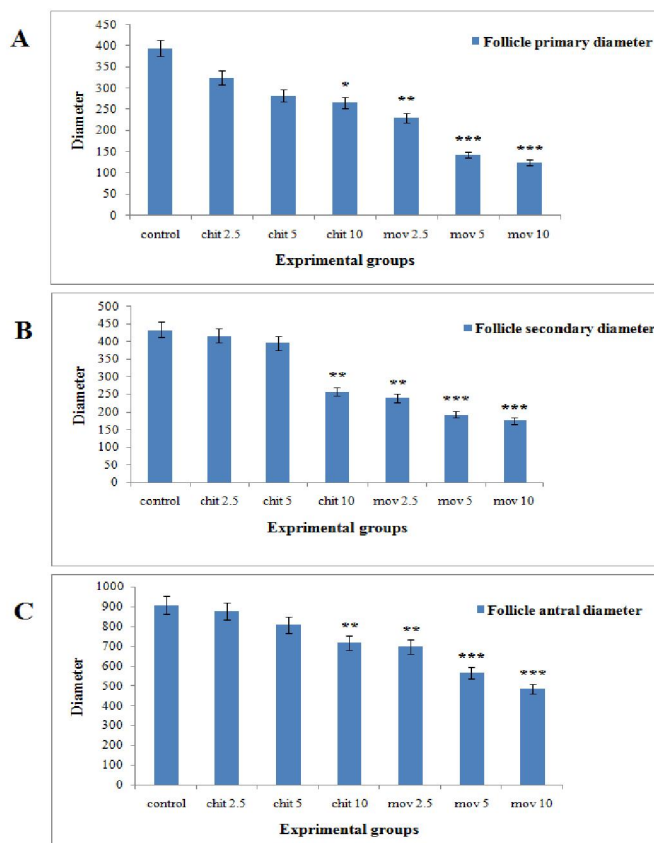 A
Follicle primary diameter
Diameter
450
400
350
300
250
200
150
100
50
0
*
**
***
***
control chit 2.5 chit 5 chit 10 mov 2.5 mov 5 mov 10
Exprimental groups
B
Follicle secondary diameter
Diameter
500
450
400
350
300
250
200
150
100
50
0
**
**
***
***
control chit 2.5 chit 5 chit 10 mov 2.5 mov 5 mov 10
Exprimental groups
C
Follicle antral diameter
Diameter
1000
900
800
700
600
500
400
300
200
100
0
**
**
***
***
control chit 2.5 chit 5 chit 10 mov 2.5 mov 5 mov 10
Exprimental groups